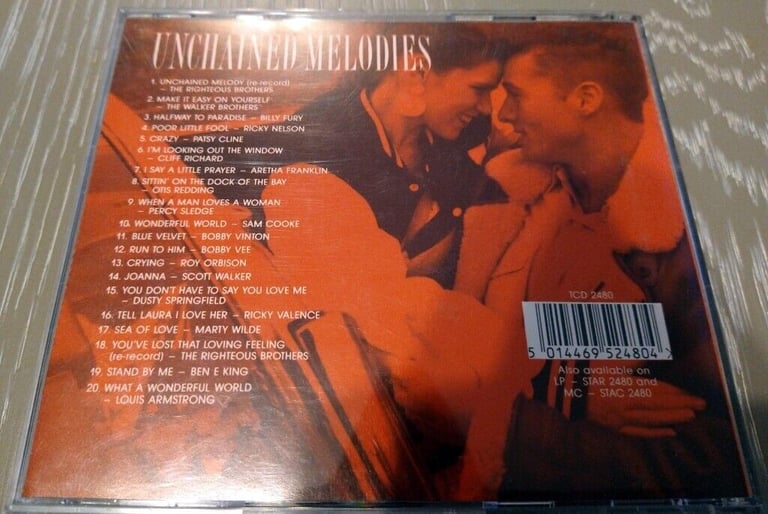 UNCHAINED MELODIES
1. UNCHAINED MELODY (re-record)
– THE RIGHTEOUS BROTHERS
2. MAKE IT EASY ON YOURSELF
– THE WALKER BROTHERS
3. HALFWAY TO PARADISE – BILLY FURY
4. POOR LITTLE FOOL – RICKY NELSON
5. CRAZY – PATSY CLINE
6. I'M LOOKING OUT THE WINDOW
– CLIFF RICHARD
7. I SAY A LITTLE PRAYER – ARETHA FRANKLIN
8. SITTIN' ON THE DOCK OF THE BAY
– OTIS REDDING
9. WHEN A MAN LOVES A WOMAN
– PERCY SLEDGE
10. WONDERFUL WORLD – SAM COOKE
11. BLUE VELVET – BOBBY VINTON
12. RUN TO HIM – BOBBY VEE
13. CRYING – ROY ORBISON
14. JOANNA – SCOTT WALKER
15. YOU DON'T HAVE TO SAY YOU LOVE ME
– DUSTY SPRINGFIELD
16. TELL LAURA I LOVE HER – RICKY VALENCE
17. SEA OF LOVE – MARTY WILDE
18. YOU'VE LOST THAT LOVING FEELING
(re-record) – THE RIGHTEOUS BROTHERS
19. STAND BY ME – BEN E KING
20. WHAT A WONDERFUL WORLD
– LOUIS ARMSTRONG
TCD 2480
5 014469 524804 >
Also available on
LP – STAR 2480 and
MC – STAC 2480